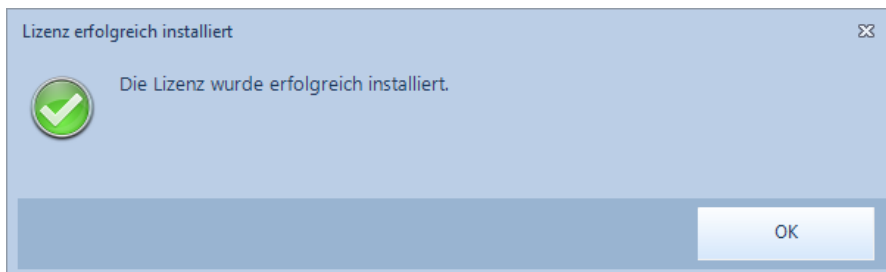 Lizenz erfolgreich installiert
Die Lizenz wurde erfolgreich installiert.
OK